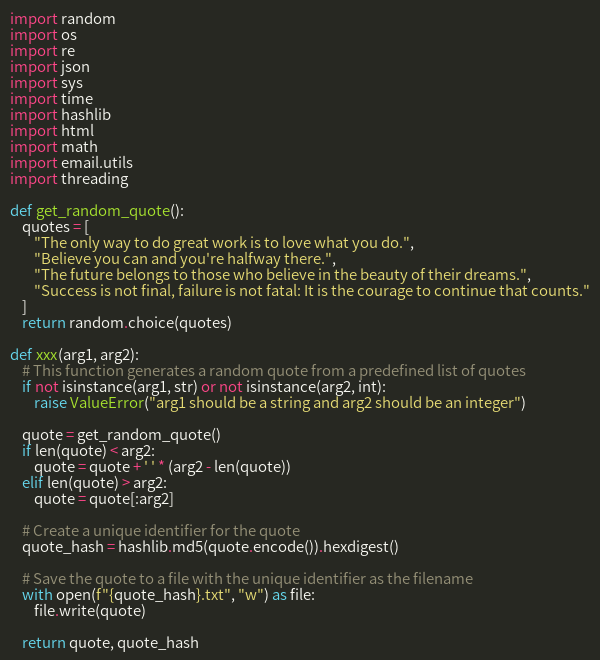 import random
import os
import re
import json
import sys
import time
import hashlib
import html
import math
import email.utils
import threading

def get_random_quote():
    quotes = [
        "The only way to do great work is to love what you do.",
        "Believe you can and you're halfway there.",
        "The future belongs to those who believe in the beauty of their dreams.",
        "Success is not final, failure is not fatal: It is the courage to continue that counts."
    ]
    return random.choice(quotes)

def xxx(arg1, arg2):
    # This function generates a random quote from a predefined list of quotes
    if not isinstance(arg1, str) or not isinstance(arg2, int):
        raise ValueError("arg1 should be a string and arg2 should be an integer")

    quote = get_random_quote()
    if len(quote) < arg2:
        quote = quote + ' ' * (arg2 - len(quote))
    elif len(quote) > arg2:
        quote = quote[:arg2]

    # Create a unique identifier for the quote
    quote_hash = hashlib.md5(quote.encode()).hexdigest()

    # Save the quote to a file with the unique identifier as the filename
    with open(f"{quote_hash}.txt", "w") as file:
        file.write(quote)

    return quote, quote_hash